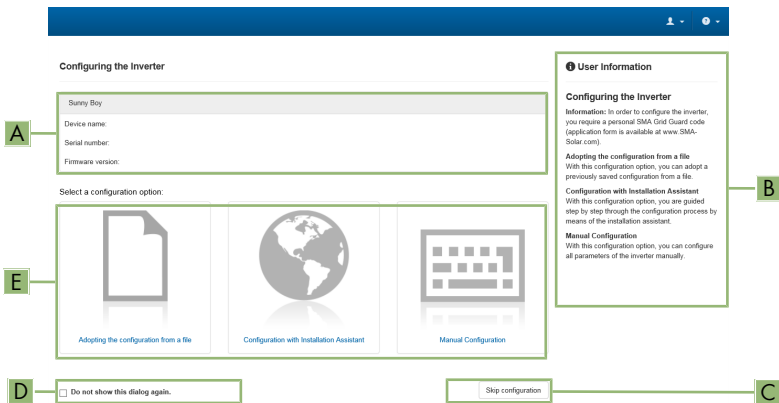 Configuring the Inverter
Sunny Boy
A
Device name:
Serial number:
Firmware version:
Select a configuration option:
E
Adopting the configuration from a file
Configuration with Installation Assistant
Manual Configuration
D
Do not show this dialog again.
Skip configuration
C
User Information
Configuring the Inverter
Information: In order to configure the inverter,
you require a personal SMA Grid Guard code
(application form is available at www.SMA-
Solar.com).
Adopting the configuration from a file
With this configuration option, you can adopt a
previously saved configuration from a file.
B
Configuration with Installation Assistant
With this configuration option, you are guided
step by step through the configuration process by
means of the installation assistant.
Manual Configuration
With this configuration option, you can configure
all parameters of the inverter manually.